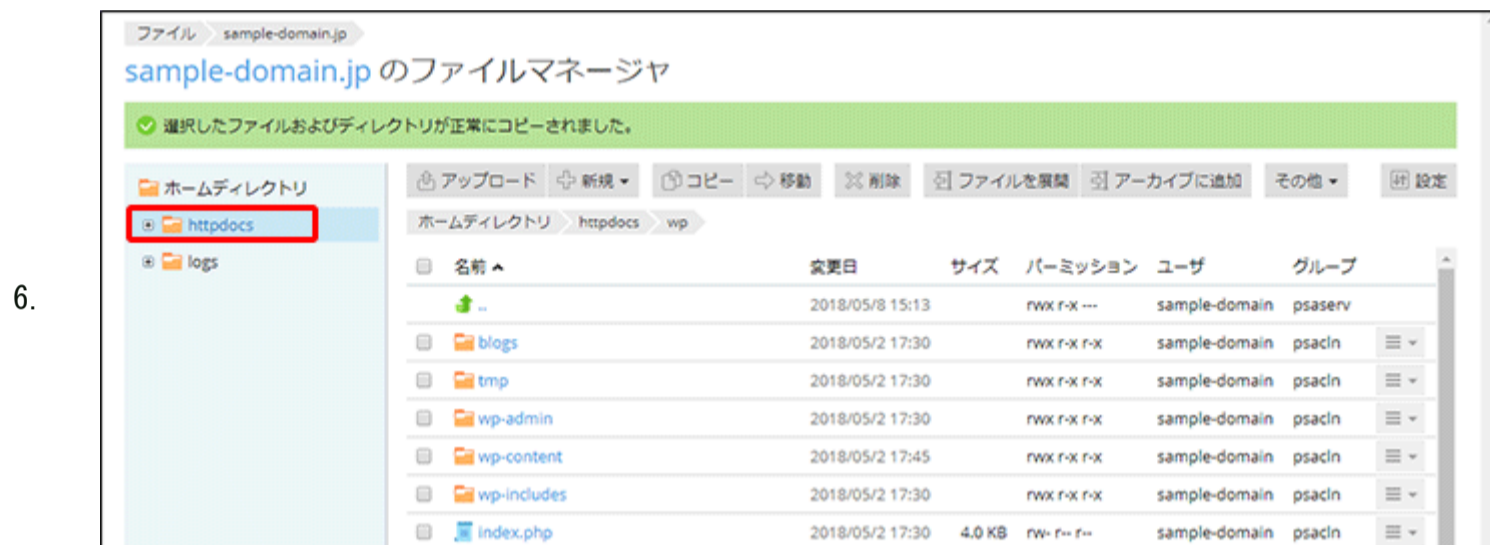 ファイル sample-domain.jp
sample-domain.jp のファイルマネージャ
選択したファイルおよびディレクトリが正常にコピーされました。
ホームディレクトリ
httpdocs
logs
アップロード 新規 コピー 移動 削除 ファイルを展開 アーカイブに追加 その他 設定
ホームディレクトリ httpdocs wp
名前 変更日 サイズ パーミッション ユーザ グループ
.. 2018/05/8 15:13 rwx r-x --- sample-domain psaserv
blogs 2018/05/2 17:30 rwx r-x r-x sample-domain psacln
tmp 2018/05/2 17:30 rwx r-x r-x sample-domain psacln
wp-admin 2018/05/2 17:30 rwx r-x r-x sample-domain psacln
wp-content 2018/05/2 17:45 rwx r-x r-x sample-domain psacln
wp-includes 2018/05/2 17:30 rwx r-x r-x sample-domain psacln
index.php 2018/05/2 17:30 4.0 KB rw- r-- r-- sample-domain psacln
6.